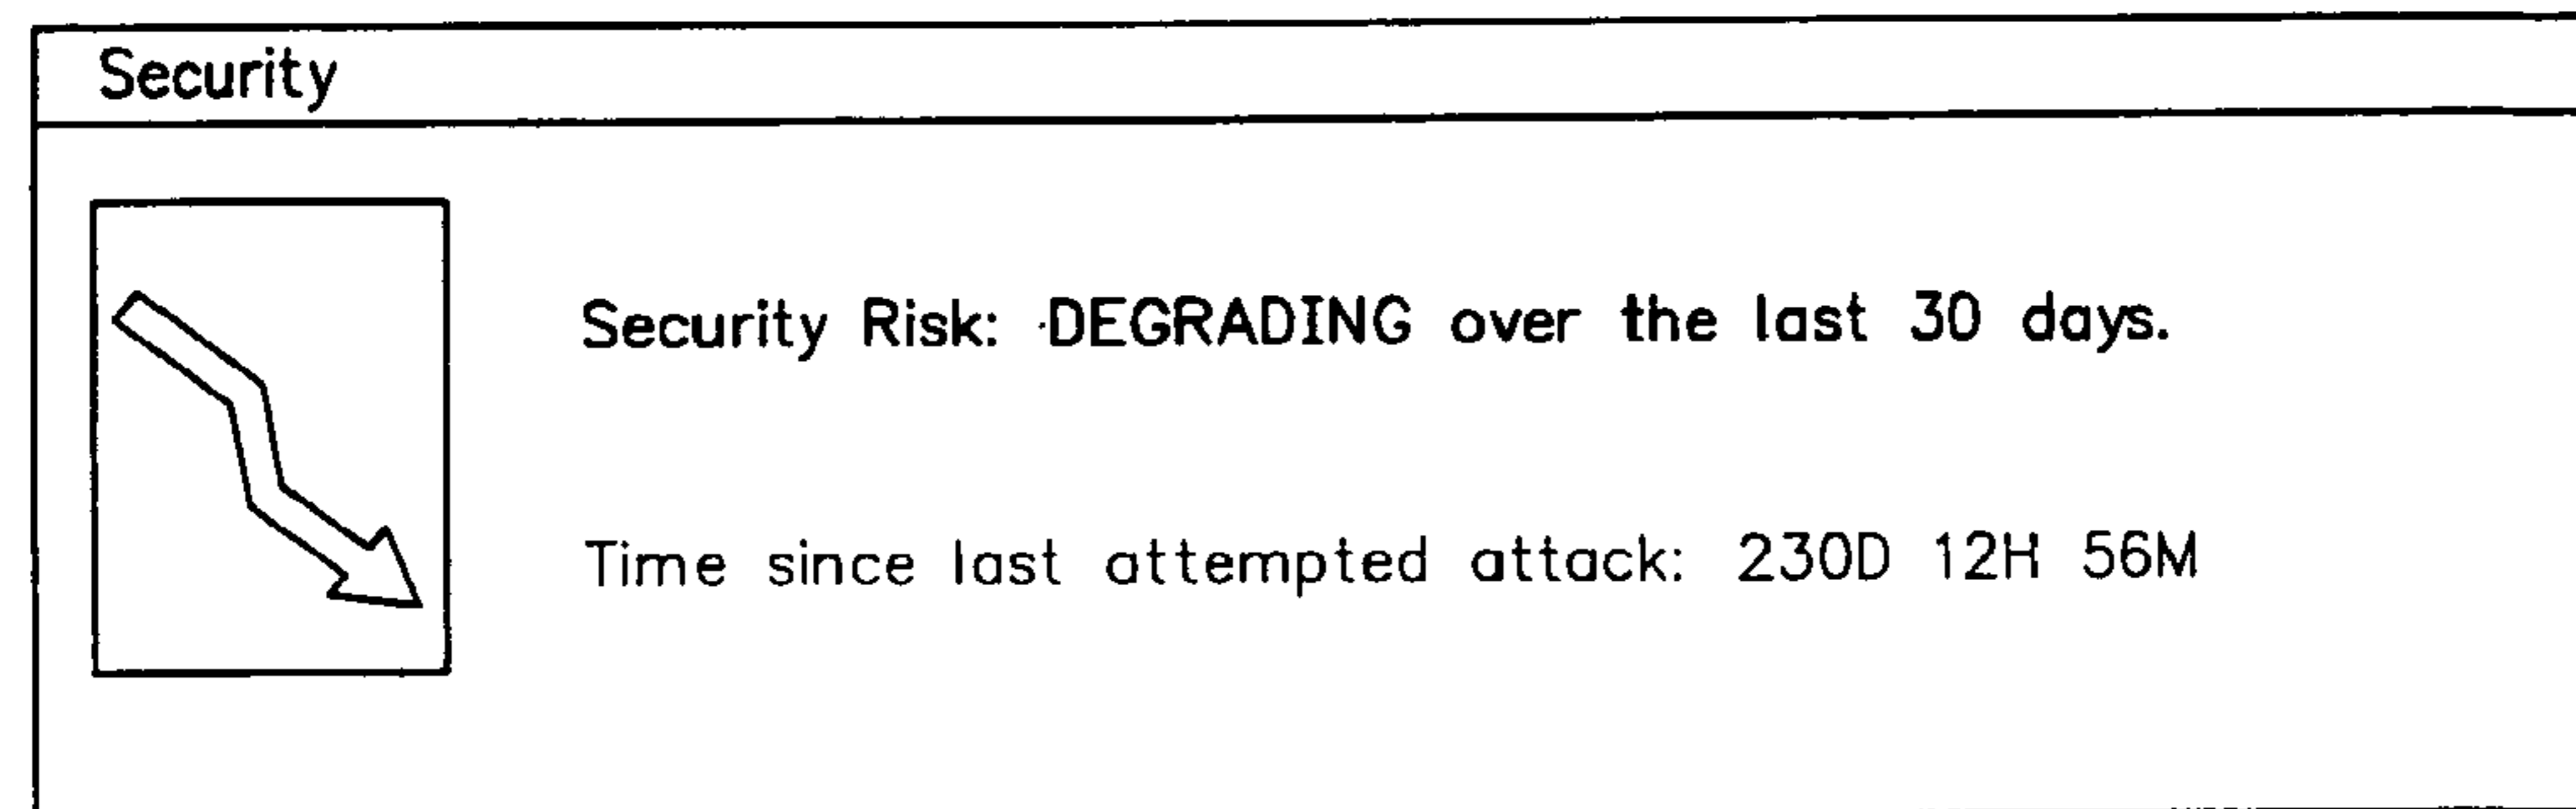 Security
Security Risk: DEGRADING over the last 30 days.
Time since last attempted attack: 230D 12H 56M